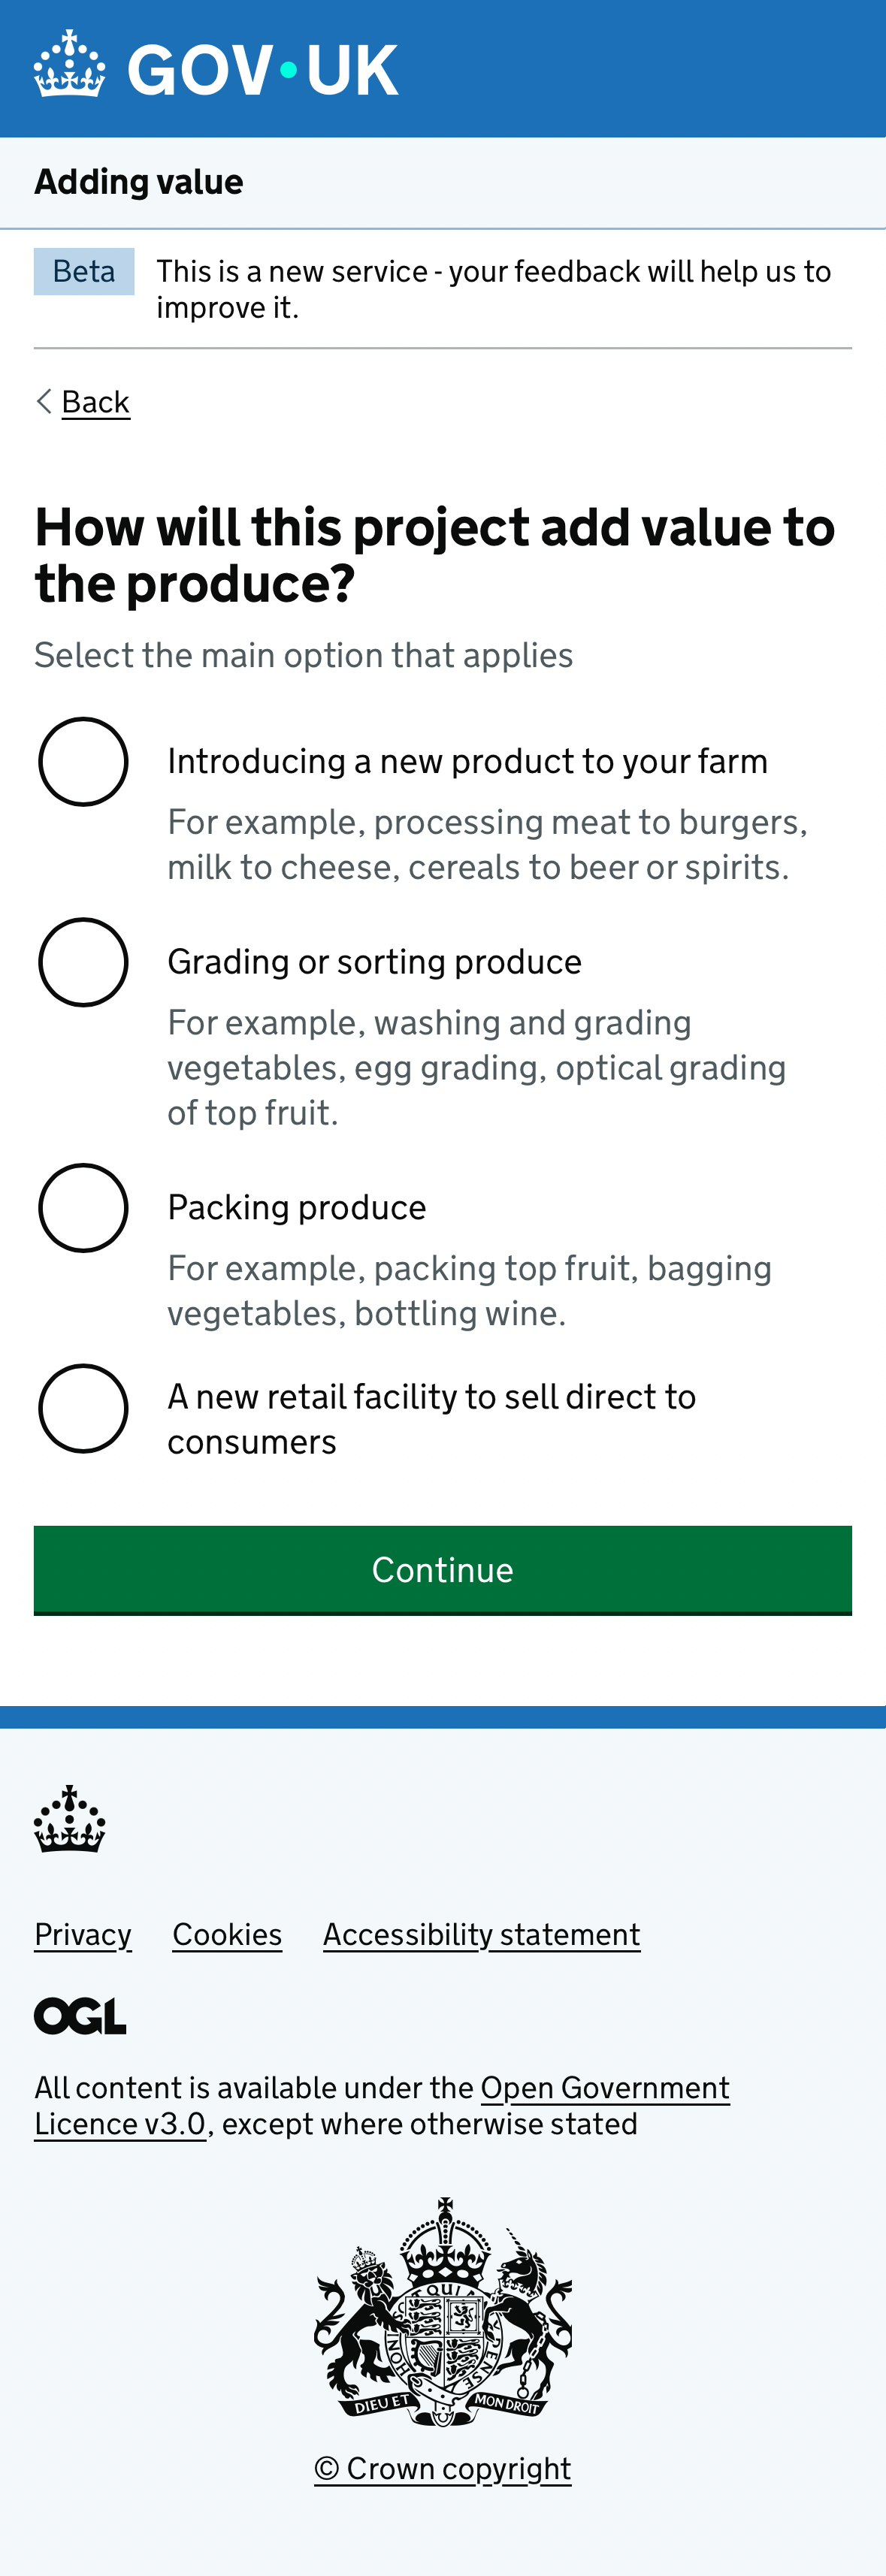 GOV·UK
Adding value
Beta
This is a new service - your feedback will help us to
improve it.
Back
How will this project add value to
the produce?
Select the main option that applies
Introducing a new product to your farm
For example, processing meat to burgers,
milk to cheese, cereals to beer or spirits.
Grading or sorting produce
For example, washing and grading
vegetables, egg grading, optical grading
of top fruit.
Packing produce
For example, packing top fruit, bagging
vegetables, bottling wine.
A new retail facility to sell direct to
consumers
Continue
Privacy Cookies Accessibility statement
OGL
All content is available under the Open Government
Licence v3.0, except where otherwise stated
DIEU ET MON DROIT
© Crown copyright